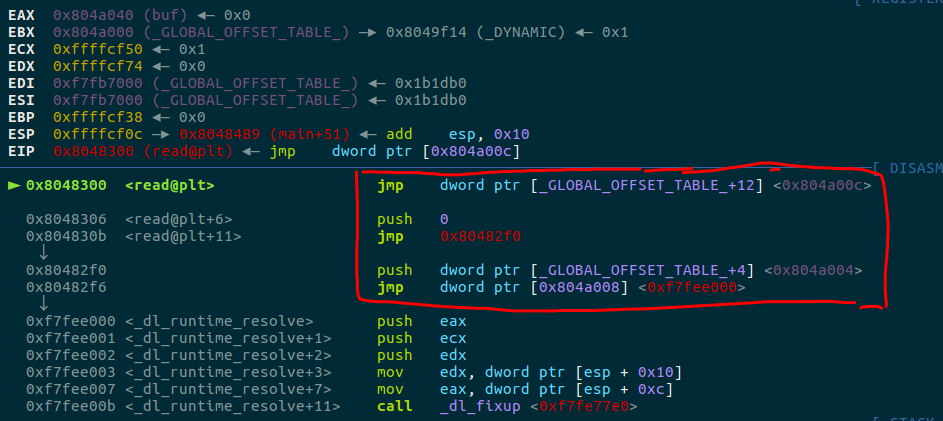 [ REGISTER
EAX 0x804a040 (buf) ◂— 0x0
EBX 0x804a000 (_GLOBAL_OFFSET_TABLE_) —▸ 0x8049f14 (_DYNAMIC) ◂— 0x1
ECX 0xffffcf50 ◂— 0x1
EDX 0xffffcf74 ◂— 0x0
EDI 0xf7fb7000 (_GLOBAL_OFFSET_TABLE_) ◂— 0x1b1db0
ESI 0xf7fb7000 (_GLOBAL_OFFSET_TABLE_) ◂— 0x1b1db0
EBP 0xffffcf38 ◂— 0x0
ESP 0xffffcf0c —▸ 0x8048489 (main+51) ◂— add esp, 0x10
EIP 0x8048300 (read@plt) ◂— jmp dword ptr [0x804a00c]
[ DISASM
► 0x8048300 <read@plt> jmp dword ptr [_GLOBAL_OFFSET_TABLE_+12] <0x804a00c>
0x8048306 <read@plt+6> push 0
0x804830b <read@plt+11> jmp 0x80482f0
↓
0x80482f0 push dword ptr [_GLOBAL_OFFSET_TABLE_+4] <0x804a004>
0x80482f6 jmp dword ptr [0x804a008] <0xf7fee000>
↓
0xf7fee000 <_dl_runtime_resolve> push eax
0xf7fee001 <_dl_runtime_resolve+1> push ecx
0xf7fee002 <_dl_runtime_resolve+2> push edx
0xf7fee003 <_dl_runtime_resolve+3> mov edx, dword ptr [esp + 0x10]
0xf7fee007 <_dl_runtime_resolve+7> mov eax, dword ptr [esp + 0xc]
0xf7fee00b <_dl_runtime_resolve+11> call _dl_fixup <0xf7fe77e0>